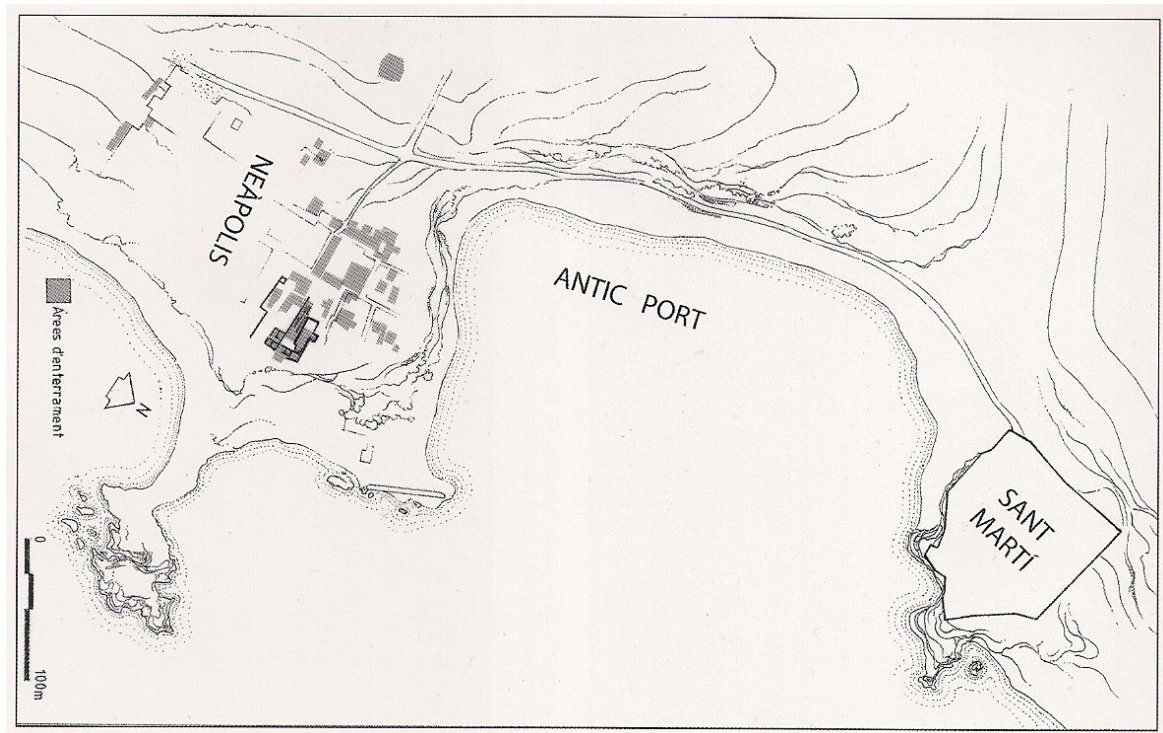 NEÀPOLIS
ANTIC PORT
SANT
MARTÍ
Àrees d'enterrament
N
0
100m